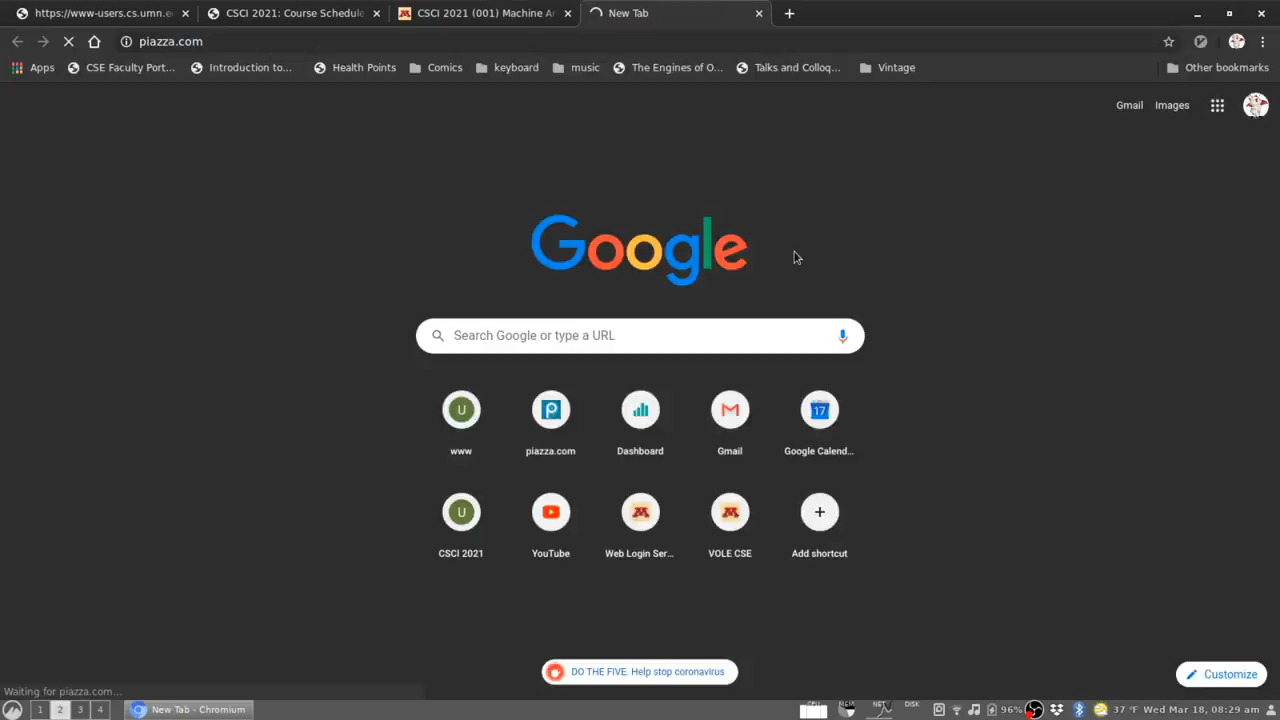 https://www-users.cs.umn.e
CSCI 2021: Course Schedule
CSCI 2021 (001) Machine Ar
New Tab
piazza.com
Apps
CSE Faculty Port...
Introduction to...
Health Points
Comics
keyboard
music
The Engines of O...
Talks and Colloq...
Vintage
Other bookmarks
Gmail Images
Google
Search Google or type a URL
U
17
www
piazza.com
Dashboard
Gmail
Google Calend...
U
CSCI 2021
YouTube
Web Login Ser...
VOLE CSE
Add shortcut
DO THE FIVE. Help stop coronavirus
Customize
Waiting for piazza.com...
1 2 3 4
New Tab - Chromium
MEM
NET
DISK
96%
37 °F Wed Mar 18, 08:29 am